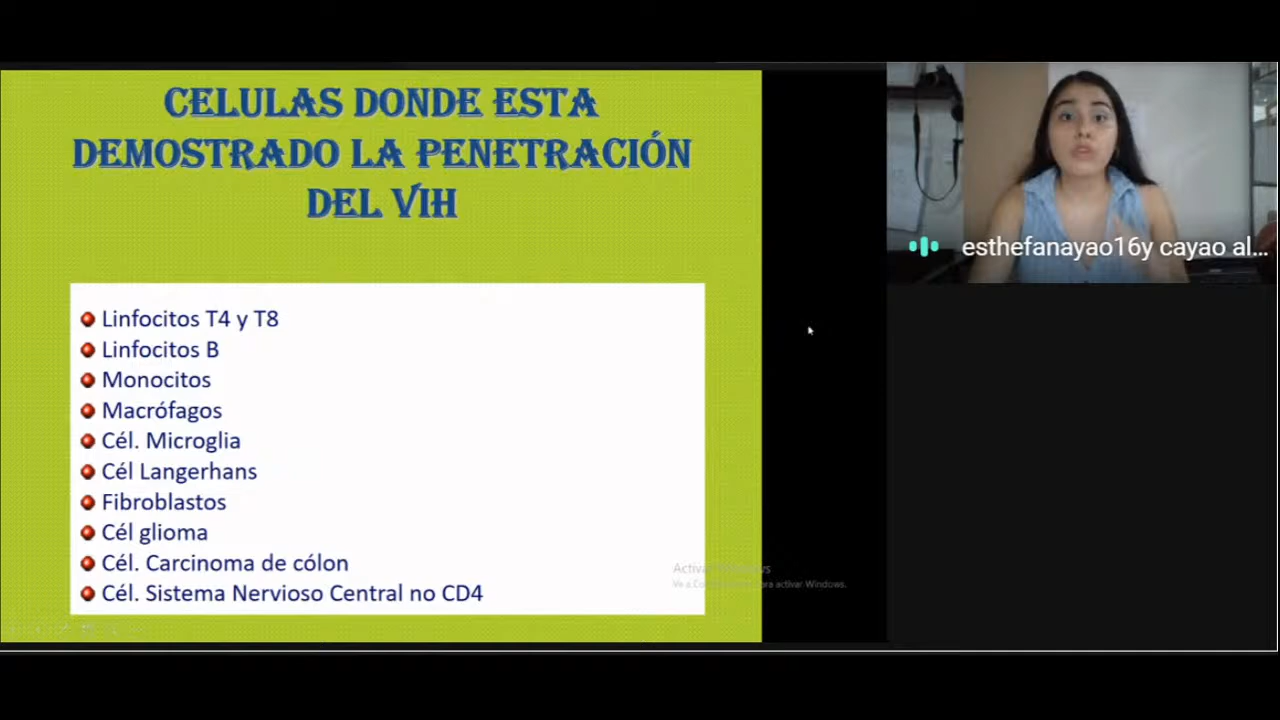 CELULAS DONDE ESTA
DEMOSTRADO LA PENETRACIÓN
DEL VIH
Linfocitos T4 y T8
Linfocitos B
Monocitos
Macrófagos
Cél. Microglia
Cél Langerhans
Fibroblastos
Cél glioma
Cél. Carcinoma de cólon
Cél. Sistema Nervioso Central no CD4
esthefanayao16y cayao al...